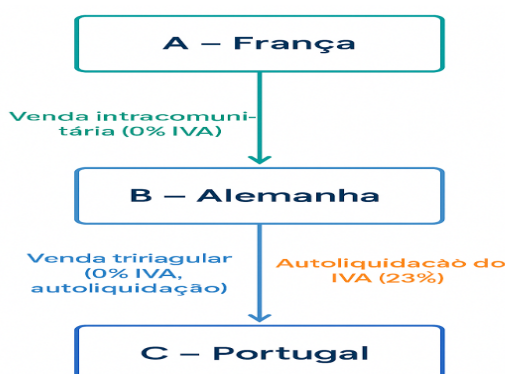 A – França
Venda intracomuni-
tária (0% IVA)
B – Alemanha
Venda tririagular
(0% IVA,
autoliquidação)
Autoliquidacàò do
IVA (23%)
C – Portugal